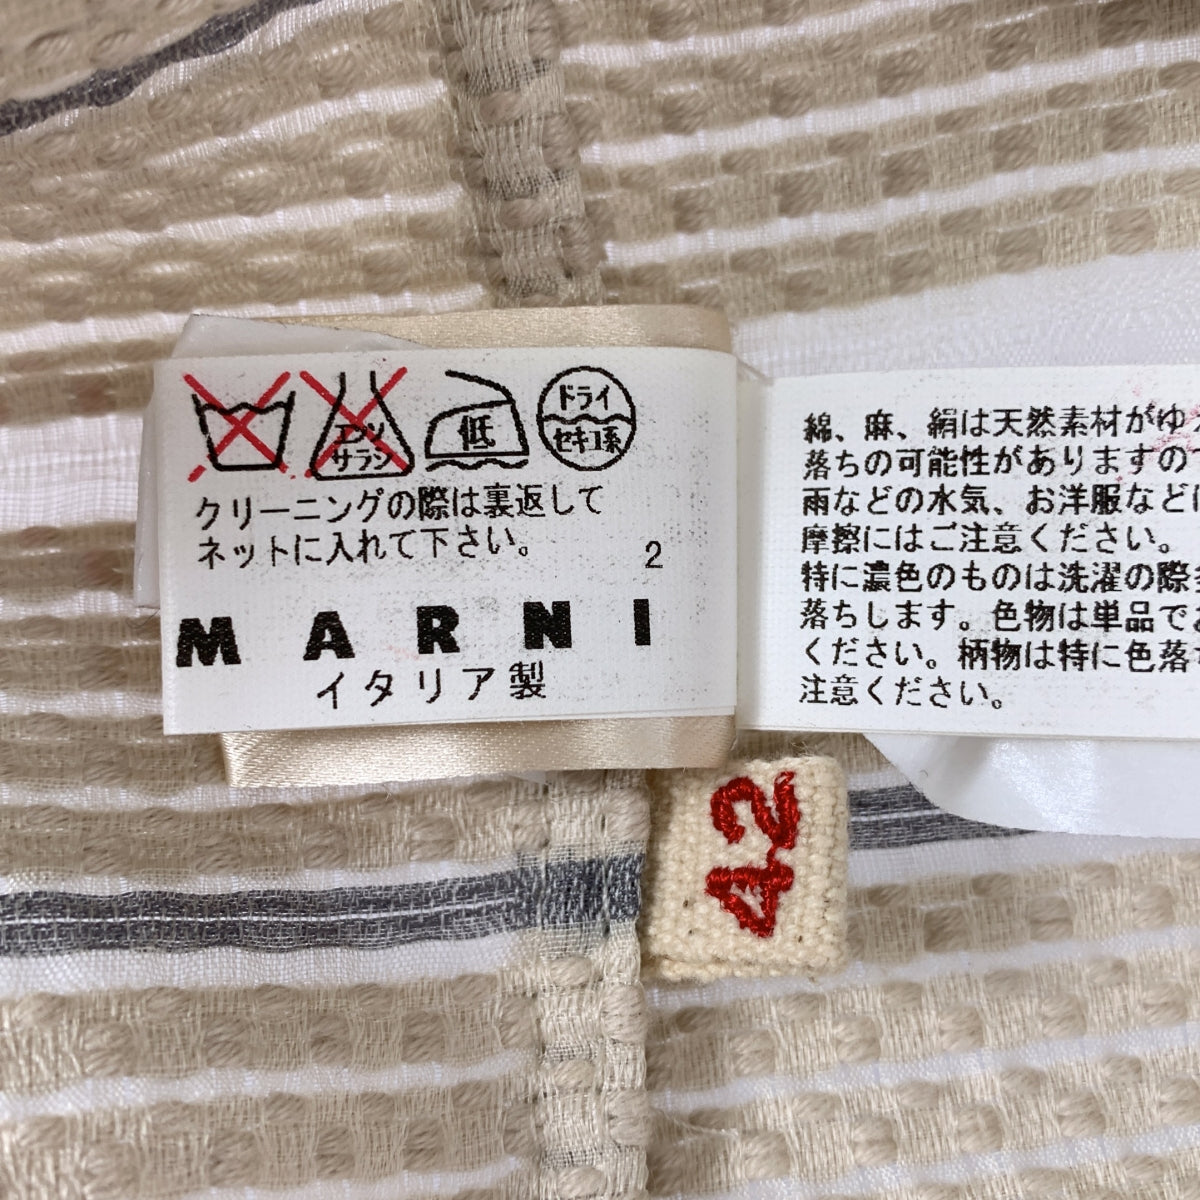 エンソ
サラシ
低
ドライ
セキユ系
クリーニングの際は裏返して
ネットに入れて下さい。
2
MARNI
イタリア製
綿、麻、絹は天然素材がゆ
落ちの可能性がありますので
雨などの水気、お洋服などに
摩擦にはご注意ください。
特に濃色のものは洗濯の際
落ちします。色物は単品で
ください。柄物は特に色落ち
注意ください。
42